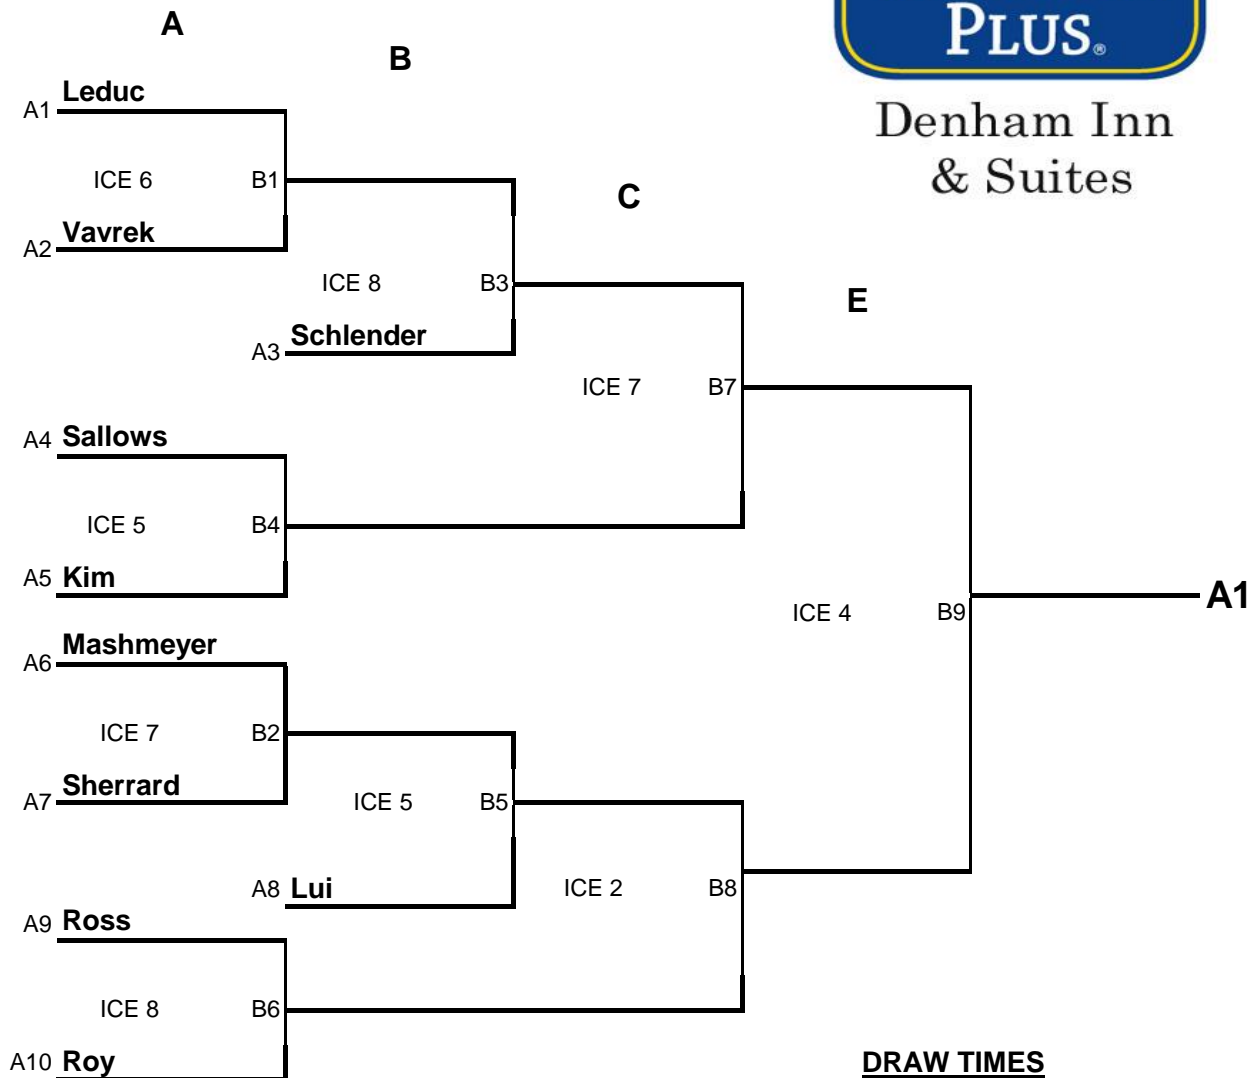 A
PLUS®
B
Denham Inn
& Suites
C
E
Leduc
A1
ICE 6 B1
Vavrek
A2
ICE 8 B3
Schlender
A3
ICE 7 B7
A4 Sallows
ICE 5 B4
A5 Kim
A1
ICE 4 B9
Mashmeyer
A6
ICE 7 B2
Sherrard
A7
ICE 5 B5
A8 Lui
ICE 2 B8
A9 Ross
ICE 8 B6
A10 Roy
DRAW TIMES